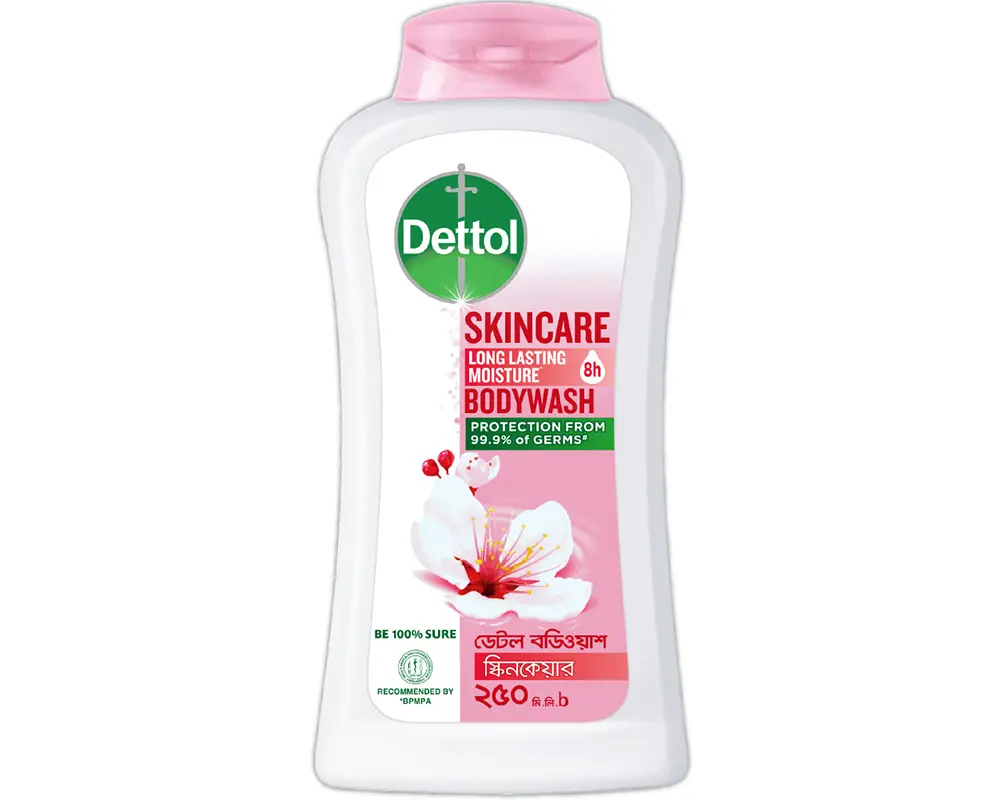 Dettol
SKINCARE
LONG LASTING
MOISTURE
8h
BODYWASH
PROTECTION FROM
99.9% of GERMS#
BE 100% SURE
RECOMMENDED BY
*BPMPA
ডেটল বডিওয়াশ
স্কিনকেয়ার
২৫০ মি.লি.b